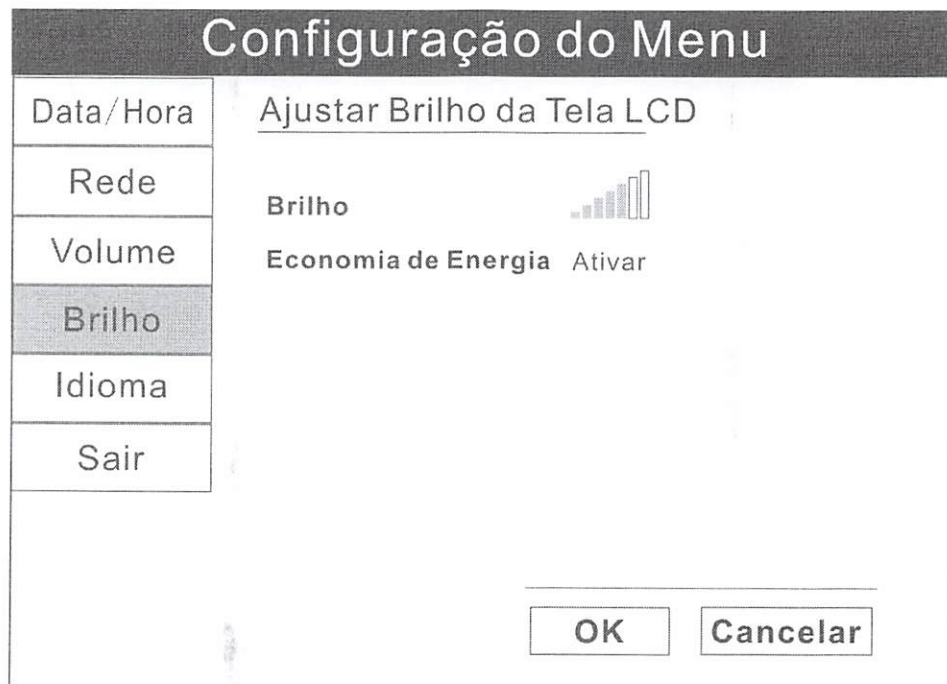 Configuração do Menu
Data/Hora
Rede
Volume
Brilho
Idioma
Sair
Ajustar Brilho da Tela LCD
Brilho
Economia de Energia Ativar
OK
Cancelar